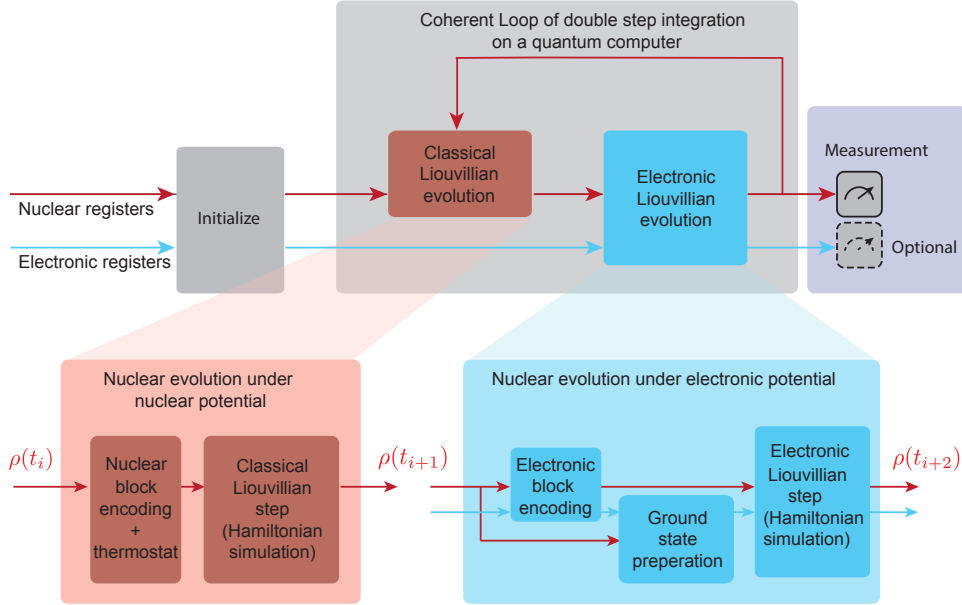 Coherent Loop of double step integration
on a quantum computer
Classical
Liouvillian
evolution
Electronic
Liouvillian
evolution
Measurement
Nuclear registers
Initialize
Electronic registers
Optional
Nuclear evolution under
nuclear potential
Nuclear evolution under electronic potential
ρ(t_i)
Nuclear
block
encoding
+
thermostat
Classical
Liouvillian
step
(Hamiltonian
simulation)
ρ(t_{i+1})
Electronic
block
encoding
Ground
state
preperation
Electronic
Liouvillian
step
(Hamiltonian
simulation)
ρ(t_{i+2})